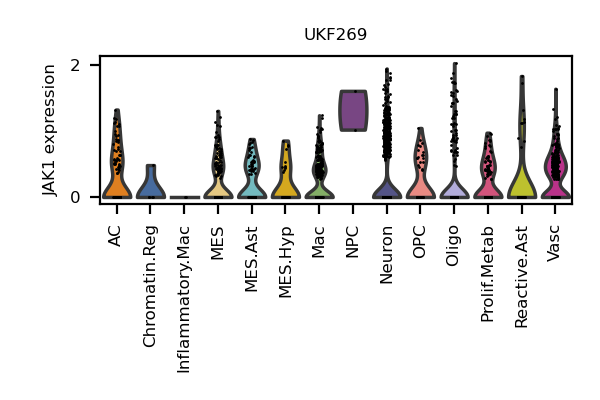 UKF269
JAK1 expression
2
0
AC
Chromatin.Reg
Inflammatory.Mac
MES
MES.Ast
MES.Hyp
Mac
NPC
Neuron
OPC
Oligo
Prolif.Metab
Reactive.Ast
Vasc